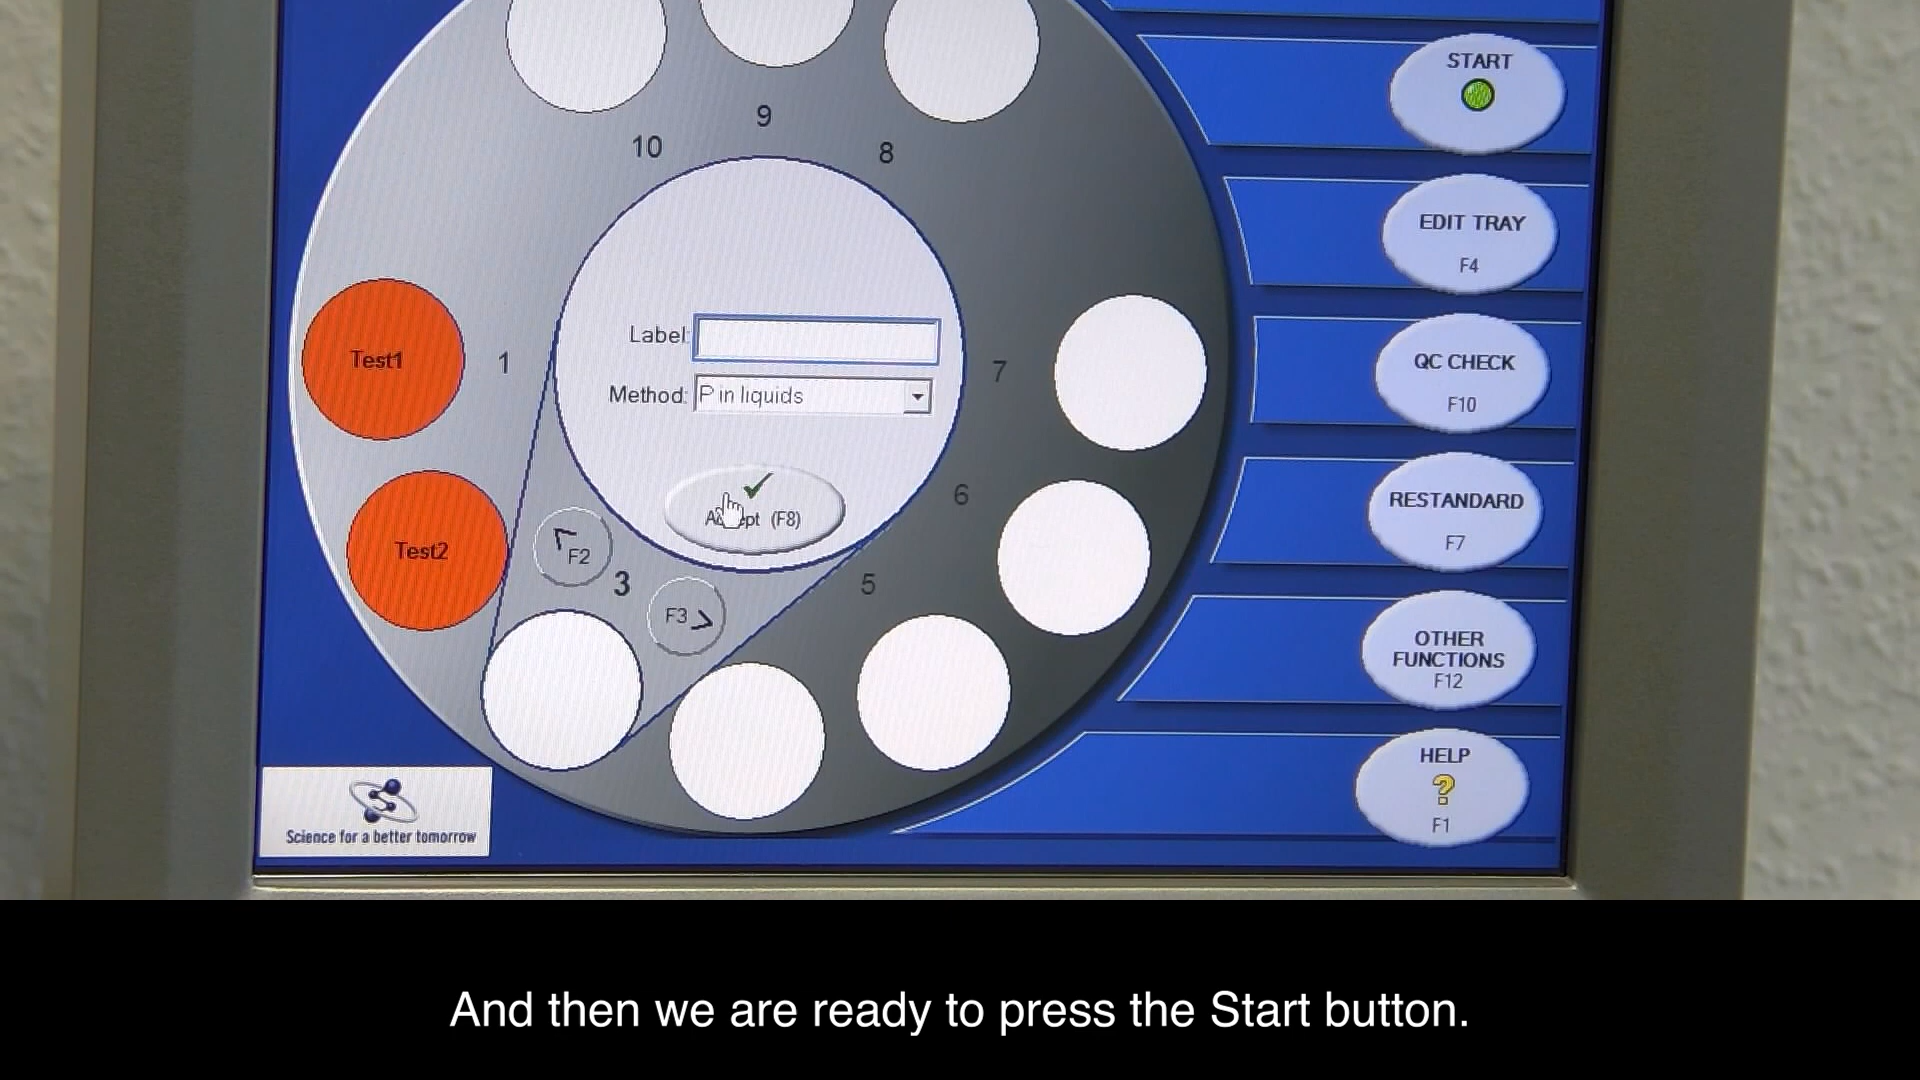 START
9
10
8
EDIT TRAY
F4
Label:
Test1
1
7
QC CHECK
F10
Method: P in liquids
6
RESTANDARD
F7
Accept (F8)
Test2
F2
3
5
F3
OTHER
FUNCTIONS
F12
HELP
?
F1
Science for a better tomorrow
And then we are ready to press the Start button.